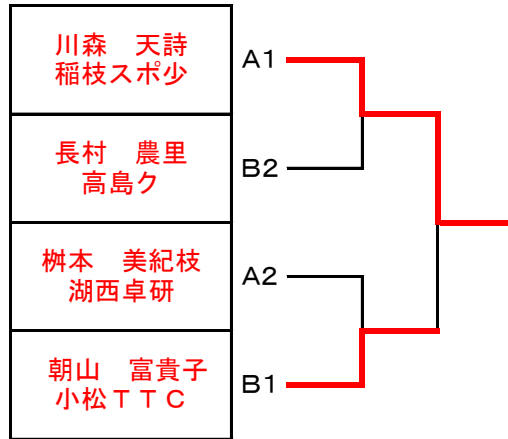 川森　天詩
稲枝スポ少
A1
長村　農里
高島ク
B2
桝本　美紀枝
湖西卓研
A2
朝山　富貴子
小松ＴＴＣ
B1